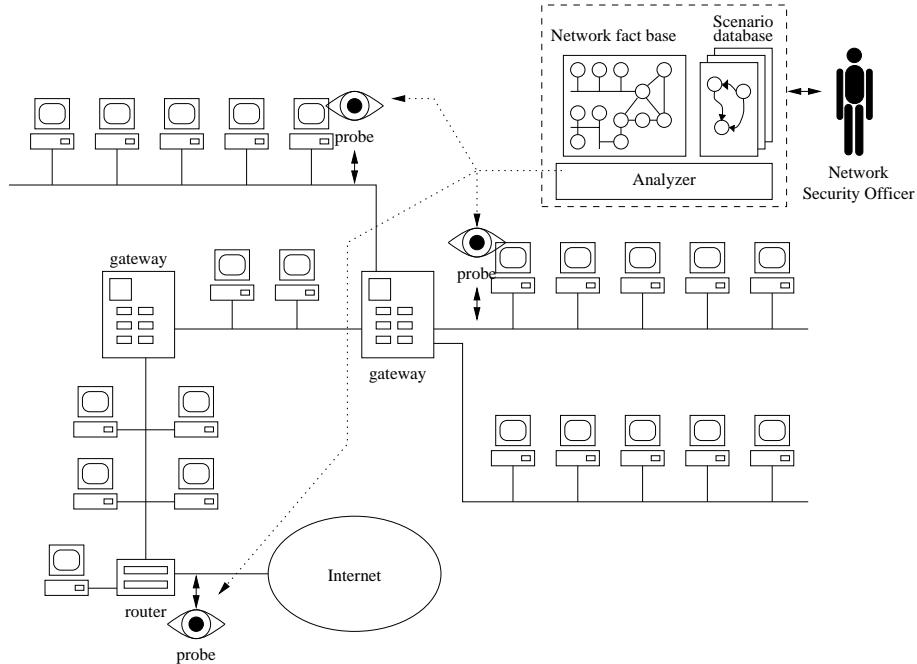 Network fact base
Scenario
database
probe
Analyzer
Network
Security Officer
gateway
probe
gateway
Internet
router
probe